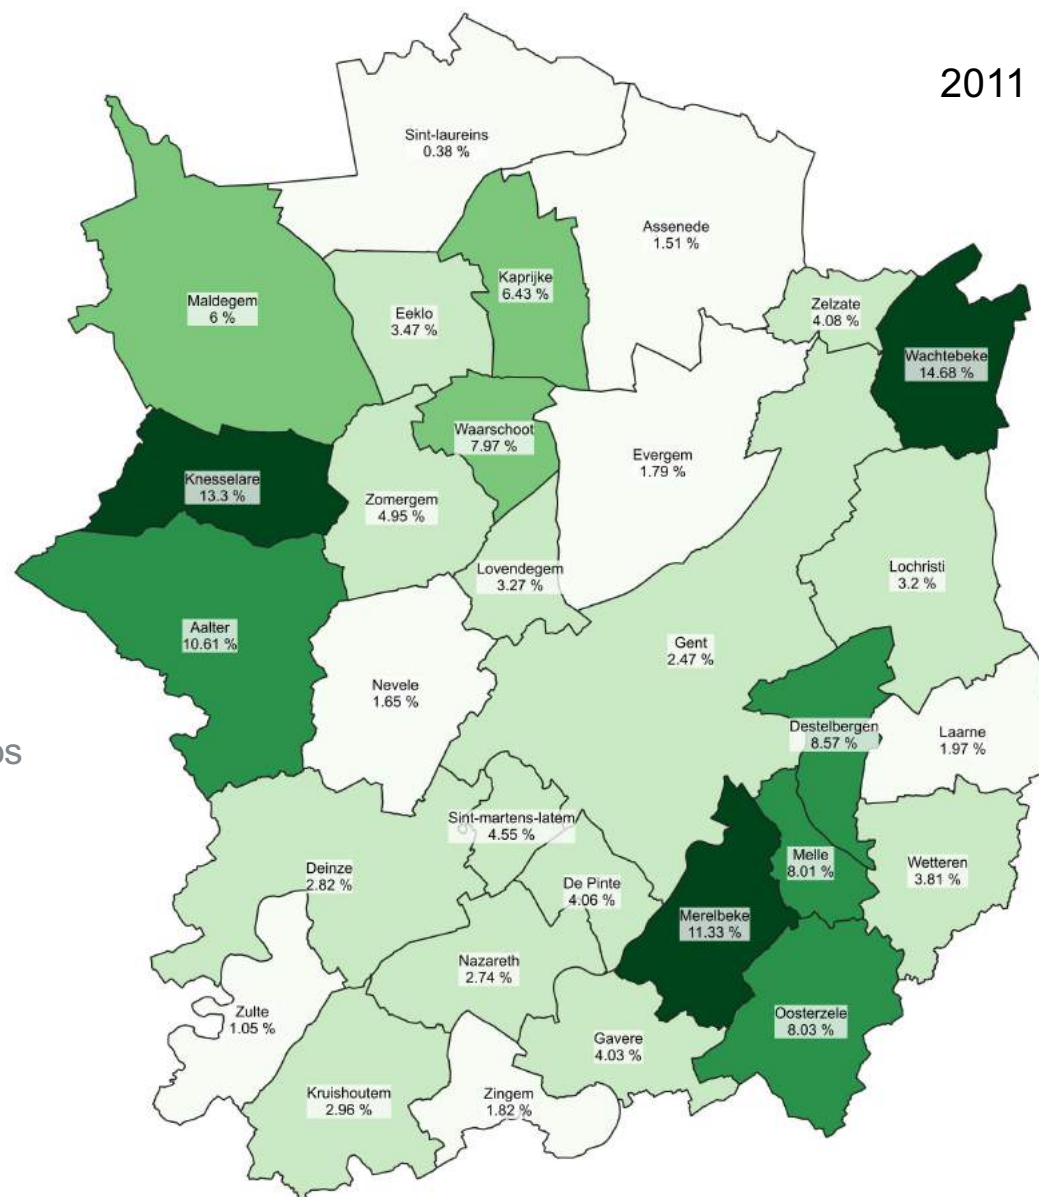 2011
Sint-laureins
0.38 %
Assenede
1.51 %
Kaprijke
6.43 %
Maldegem
6 %
Eeklo
3.47 %
Zelzate
4.08 %
Wachtebeke
14.68 %
Waarschoot
7.97 %
Evergem
1.79 %
Knesselare
13.3 %
Zomergem
4.95 %
Lovendegem
3.27 %
Lochristi
3.2 %
Aalter
10.61 %
Gent
2.47 %
Nevele
1.65 %
Destelbergen
8.57 %
Laarne
1.97 %
os
Sint-martens-latem
4.55 %
Deinze
2.82 %
Melle
8.01 %
Wetteren
3.81 %
De Pinte
4.06 %
Merelbeke
11.33 %
Nazareth
2.74 %
Zulte
1.05 %
Oosterzele
8.03 %
Gavere
4.03 %
Kruishoutem
2.96 %
Zingem
1.82 %